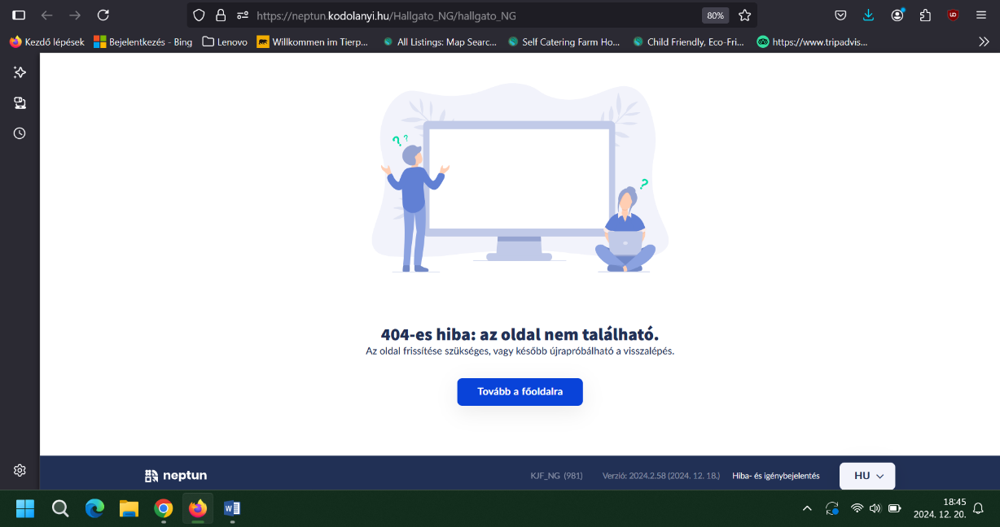 https://neptun.kodolanyi.hu/Hallgato_NG/hallgato_NG
80%
Kezdő lépések
Bejelentkezés - Bing
Lenovo
Willkommen im Tierp...
All Listings: Map Searc...
Self Catering Farm Ho...
Child Friendly, Eco-Fri...
https://www.tripadvis...
? ?
?
404-es hiba: az oldal nem található.
Az oldal frissítése szükséges, vagy később újrapróbálható a visszalépés.
Tovább a főoldalra
neptun
KJF_NG (981)
Verzió: 2024.2.58 (2024. 12. 18.)
Hiba- és igénybejelentés
HU
18:45
2024. 12. 20.